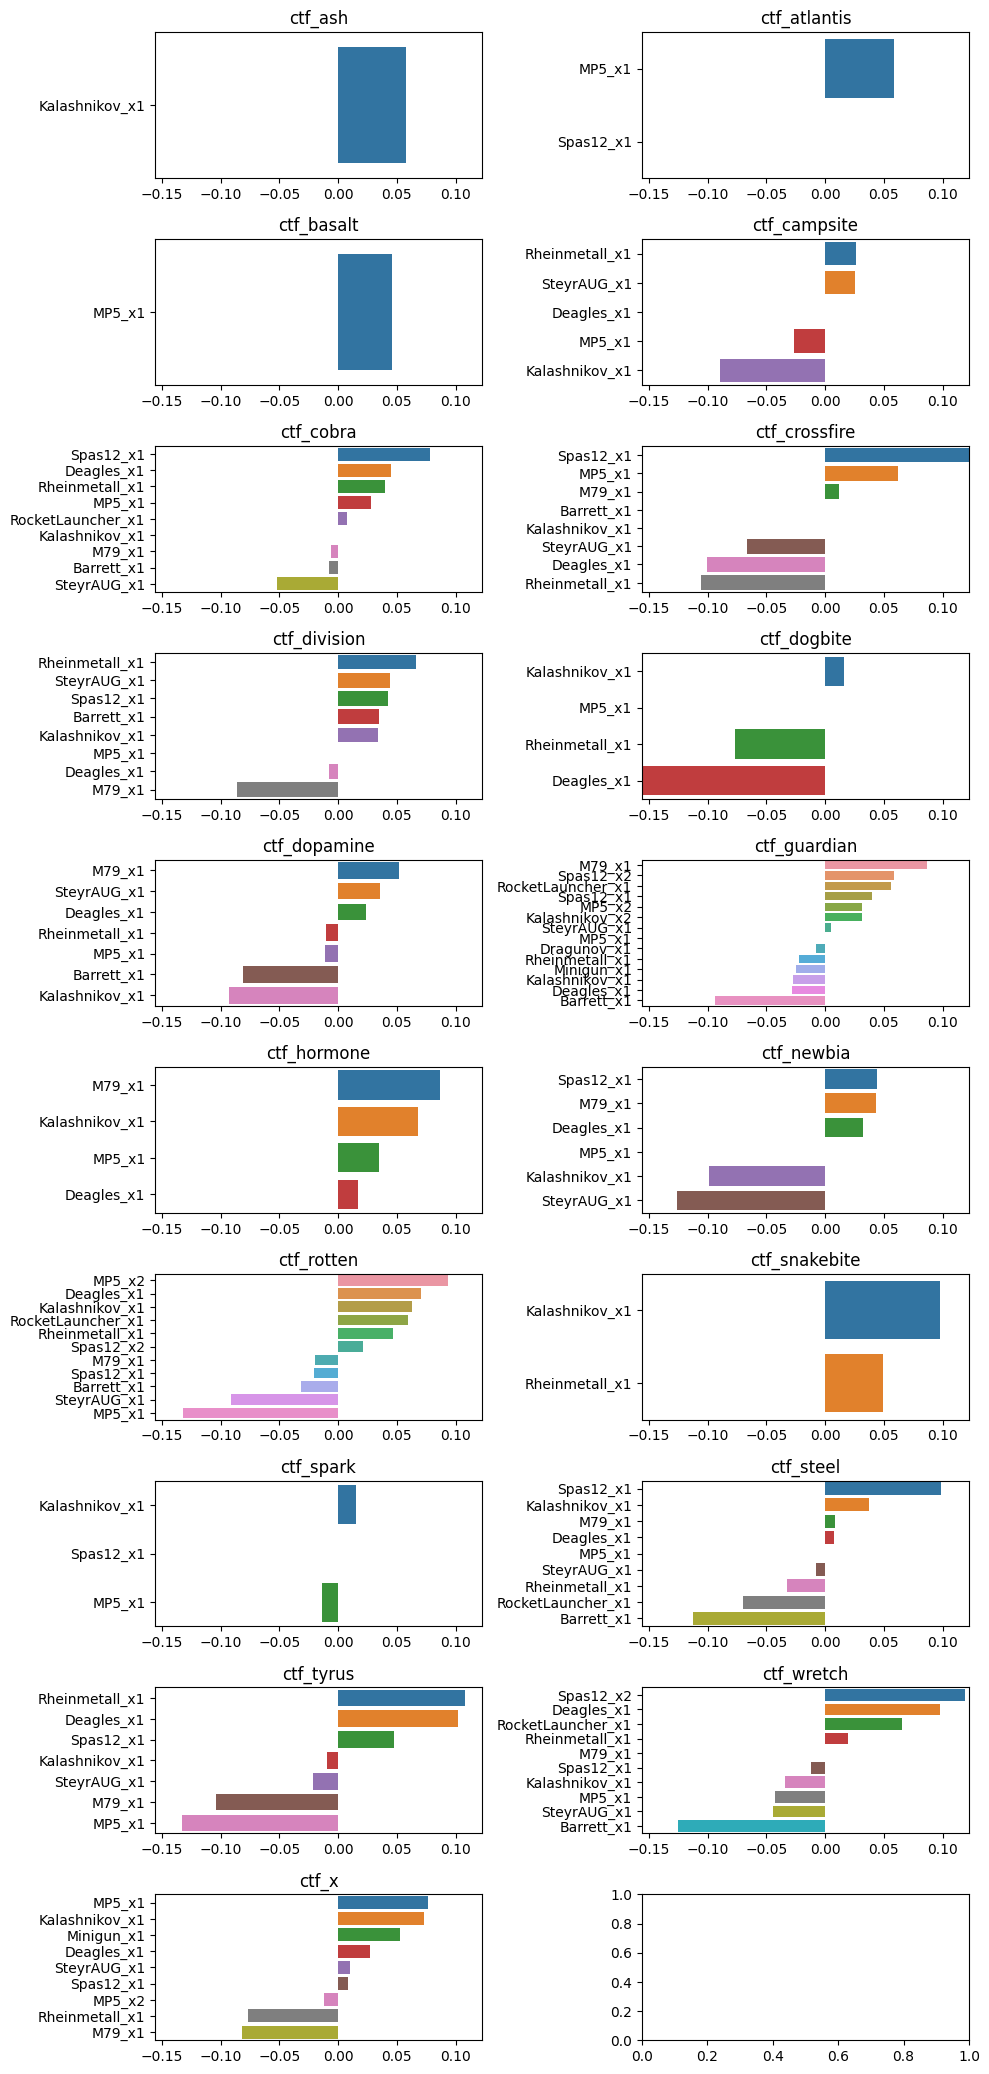 ctf_ash
Kalashnikov_x1
−0.15 −0.10 −0.05 0.00 0.05 0.10
ctf_atlantis
MP5_x1
Spas12_x1
−0.15 −0.10 −0.05 0.00 0.05 0.10
ctf_basalt
MP5_x1
−0.15 −0.10 −0.05 0.00 0.05 0.10
ctf_campsite
Rheinmetall_x1
SteyrAUG_x1
Deagles_x1
MP5_x1
Kalashnikov_x1
−0.15 −0.10 −0.05 0.00 0.05 0.10
ctf_cobra
Spas12_x1
Deagles_x1
Rheinmetall_x1
MP5_x1
RocketLauncher_x1
Kalashnikov_x1
M79_x1
Barrett_x1
SteyrAUG_x1
−0.15 −0.10 −0.05 0.00 0.05 0.10
ctf_crossfire
Spas12_x1
MP5_x1
M79_x1
Barrett_x1
Kalashnikov_x1
SteyrAUG_x1
Deagles_x1
Rheinmetall_x1
−0.15 −0.10 −0.05 0.00 0.05 0.10
ctf_division
Rheinmetall_x1
SteyrAUG_x1
Spas12_x1
Barrett_x1
Kalashnikov_x1
MP5_x1
Deagles_x1
M79_x1
−0.15 −0.10 −0.05 0.00 0.05 0.10
ctf_dogbite
Kalashnikov_x1
MP5_x1
Rheinmetall_x1
Deagles_x1
−0.15 −0.10 −0.05 0.00 0.05 0.10
ctf_dopamine
M79_x1
SteyrAUG_x1
Deagles_x1
Rheinmetall_x1
MP5_x1
Barrett_x1
Kalashnikov_x1
−0.15 −0.10 −0.05 0.00 0.05 0.10
ctf_guardian
M79_x1
Spas12_x2
RocketLauncher_x1
Spas12_x1
MP5_x2
Kalashnikov_x2
SteyrAUG_x1
MP5_x1
Dragunov_x1
Rheinmetall_x1
Minigun_x1
Kalashnikov_x1
Deagles_x1
Barrett_x1
−0.15 −0.10 −0.05 0.00 0.05 0.10
ctf_hormone
M79_x1
Kalashnikov_x1
MP5_x1
Deagles_x1
−0.15 −0.10 −0.05 0.00 0.05 0.10
ctf_newbia
Spas12_x1
M79_x1
Deagles_x1
MP5_x1
Kalashnikov_x1
SteyrAUG_x1
−0.15 −0.10 −0.05 0.00 0.05 0.10
ctf_rotten
MP5_x2
Deagles_x1
Kalashnikov_x1
RocketLauncher_x1
Rheinmetall_x1
Spas12_x2
M79_x1
Spas12_x1
Barrett_x1
SteyrAUG_x1
MP5_x1
−0.15 −0.10 −0.05 0.00 0.05 0.10
ctf_snakebite
Kalashnikov_x1
Rheinmetall_x1
−0.15 −0.10 −0.05 0.00 0.05 0.10
ctf_spark
Kalashnikov_x1
Spas12_x1
MP5_x1
−0.15 −0.10 −0.05 0.00 0.05 0.10
ctf_steel
Spas12_x1
Kalashnikov_x1
M79_x1
Deagles_x1
MP5_x1
SteyrAUG_x1
Rheinmetall_x1
RocketLauncher_x1
Barrett_x1
−0.15 −0.10 −0.05 0.00 0.05 0.10
ctf_tyrus
Rheinmetall_x1
Deagles_x1
Spas12_x1
Kalashnikov_x1
SteyrAUG_x1
M79_x1
MP5_x1
−0.15 −0.10 −0.05 0.00 0.05 0.10
ctf_wretch
Spas12_x2
Deagles_x1
RocketLauncher_x1
Rheinmetall_x1
M79_x1
Spas12_x1
Kalashnikov_x1
MP5_x1
SteyrAUG_x1
Barrett_x1
−0.15 −0.10 −0.05 0.00 0.05 0.10
ctf_x
MP5_x1
Kalashnikov_x1
Minigun_x1
Deagles_x1
SteyrAUG_x1
Spas12_x1
MP5_x2
Rheinmetall_x1
M79_x1
−0.15 −0.10 −0.05 0.00 0.05 0.10
1.0
0.8
0.6
0.4
0.2
0.0
0.0 0.2 0.4 0.6 0.8 1.0